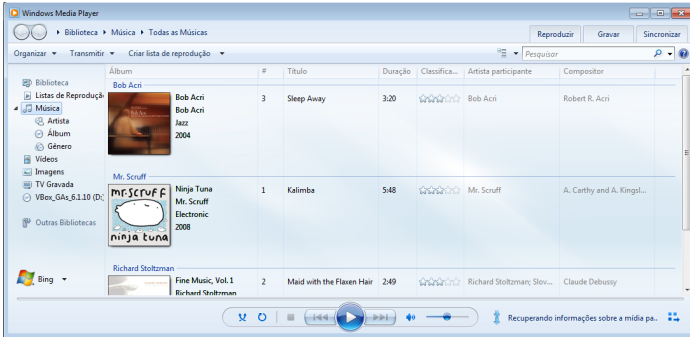 Windows Media Player
Biblioteca Música Todas as Músicas
Reproduzir Gravar Sincronizar
Organizar Transmitir Criar lista de reprodução
Pesquisar
Álbum # Título Duração Classifica... Artista participante Compositor
Biblioteca
Listas de Reproduçã
Música
Artista
Álbum
Gênero
Vídeos
Imagens
TV Gravada
VBox_GAs_6.1.10 (D:
Outras Bibliotecas
Bing
Bob Acri
Bob Acri 3 Sleep Away 3:20 Bob Acri Robert R. Acri
Bob Acri
Jazz
2004
Mr. Scruff
mr.scruff
ninja tuna
Ninja Tuna 1 Kalimba 5:48 Mr. Scruff A. Carthy and A. Kingsl...
Mr. Scruff
Electronic
2008
Richard Stoltzman
Fine Music, Vol. 1 2 Maid with the Flaxen Hair 2:49 Richard Stoltzman; Slov... Claude Debussy
Richard Stoltzman
Recuperando informações sobre a mídia pa..